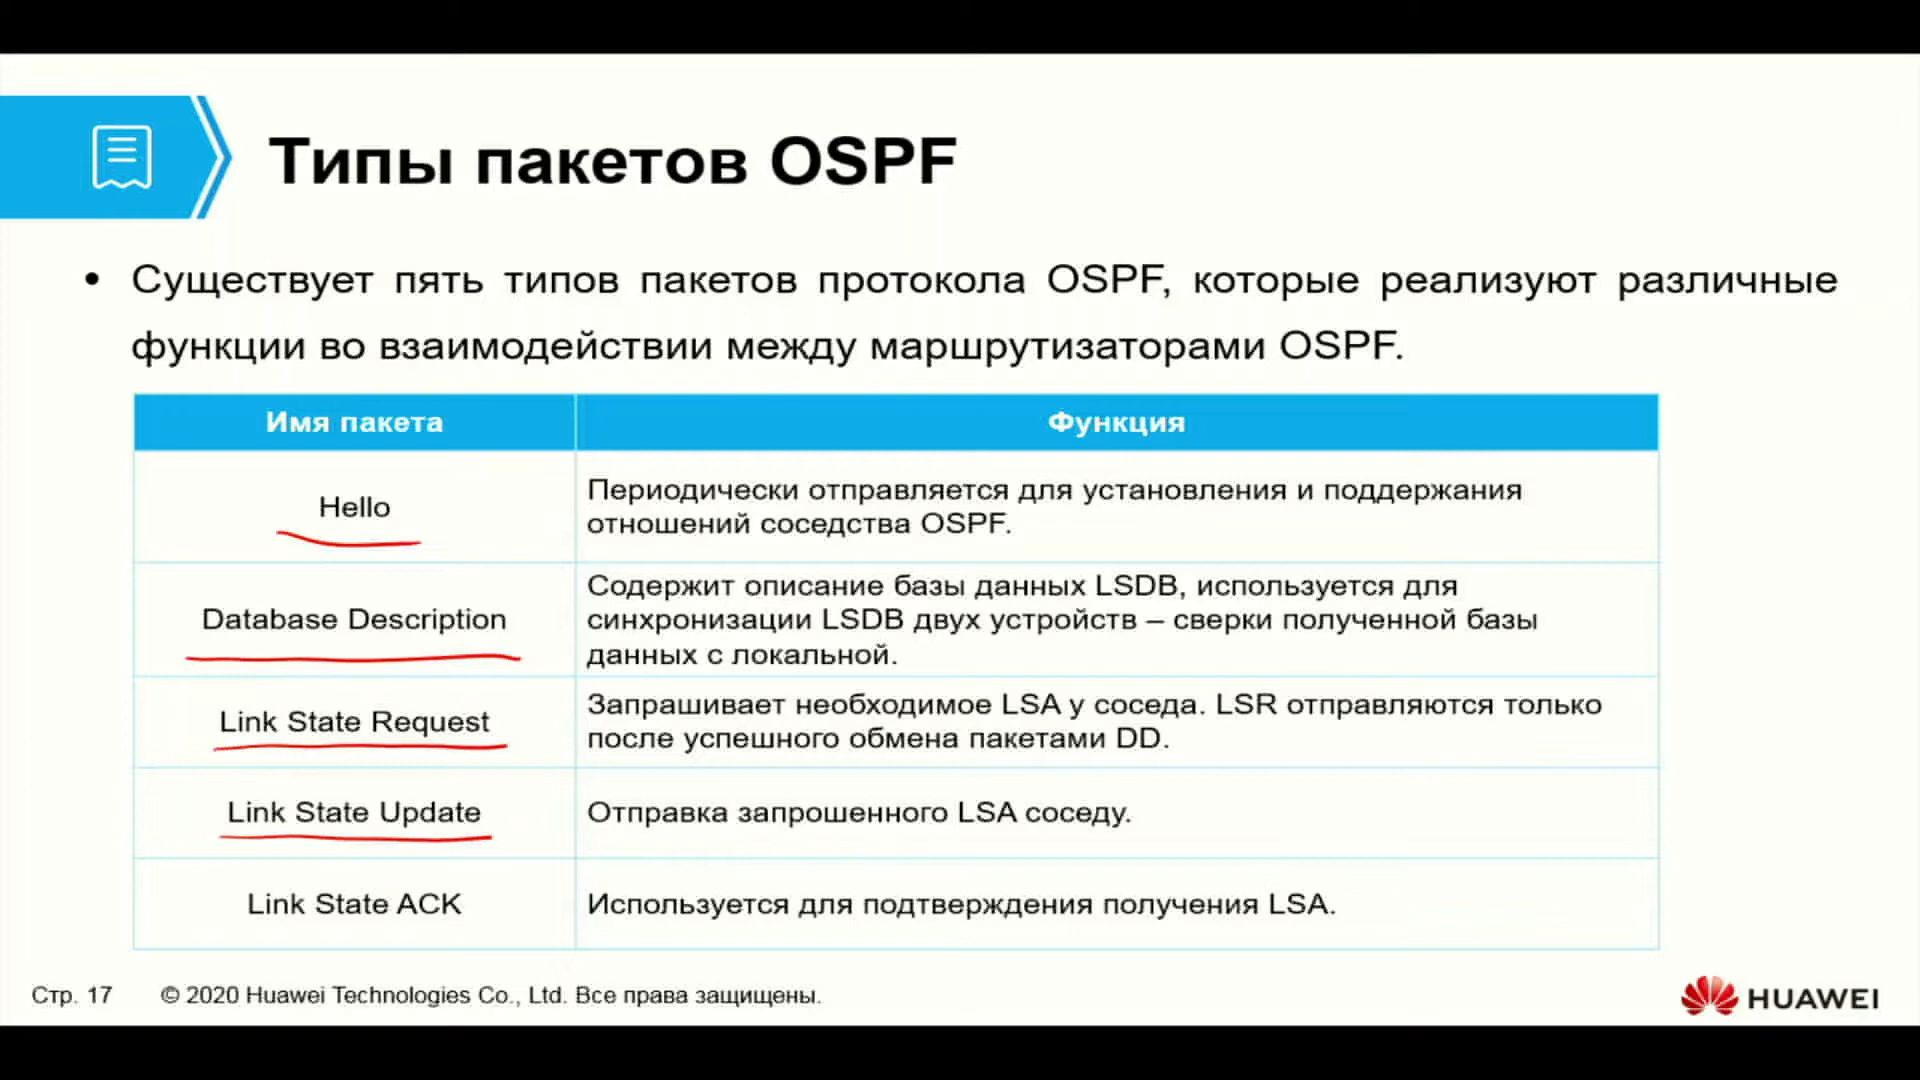 Типы пакетов OSPF
• Существует пять типов пакетов протокола OSPF, которые реализуют различные
функции во взаимодействии между маршрутизаторами OSPF.
Имя пакета
Функция
Hello
Периодически отправляется для установления и поддержания
отношений соседства OSPF.
Database Description
Содержит описание базы данных LSDB, используется для
синхронизации LSDB двух устройств – сверки полученной базы
данных с локальной.
Link State Request
Запрашивает необходимое LSA у соседа. LSR отправляются только
после успешного обмена пакетами DD.
Link State Update
Отправка запрошенного LSA соседу.
Link State ACK
Используется для подтверждения получения LSA.
Стр. 17
© 2020 Huawei Technologies Co., Ltd. Все права защищены.
HUAWEI